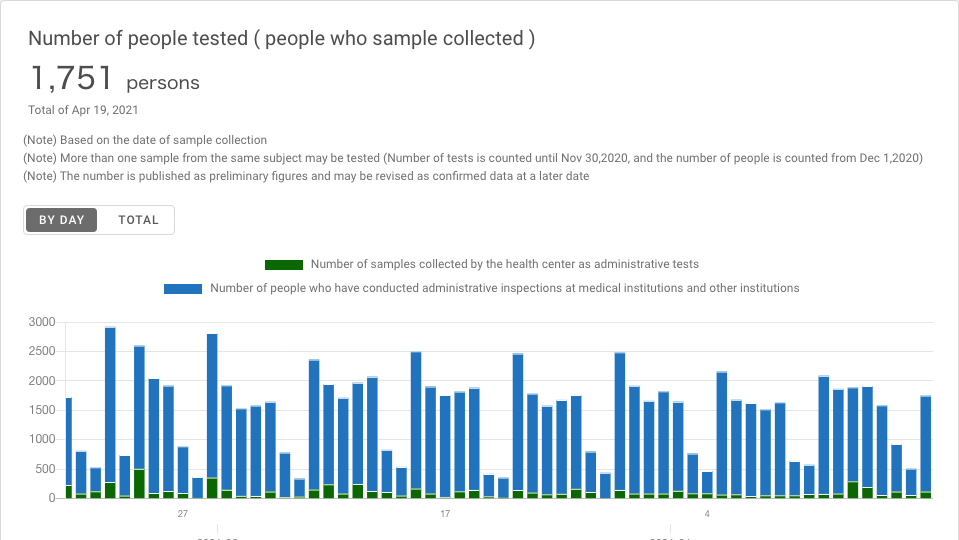 Number of people tested ( people who sample collected )
1,751 persons
Total of Apr 19, 2021
(Note) Based on the date of sample collection
(Note) More than one sample from the same subject may be tested (Number of tests is counted until Nov 30,2020, and the number of people is counted from Dec 1,2020)
(Note) The number is published as preliminary figures and may be revised as confirmed data at a later date
BY DAY TOTAL
Number of samples collected by the health center as administrative tests
Number of people who have conducted administrative inspections at medical institutions and other institutions
3000
2500
2000
1500
1000
500
0
27 17 4